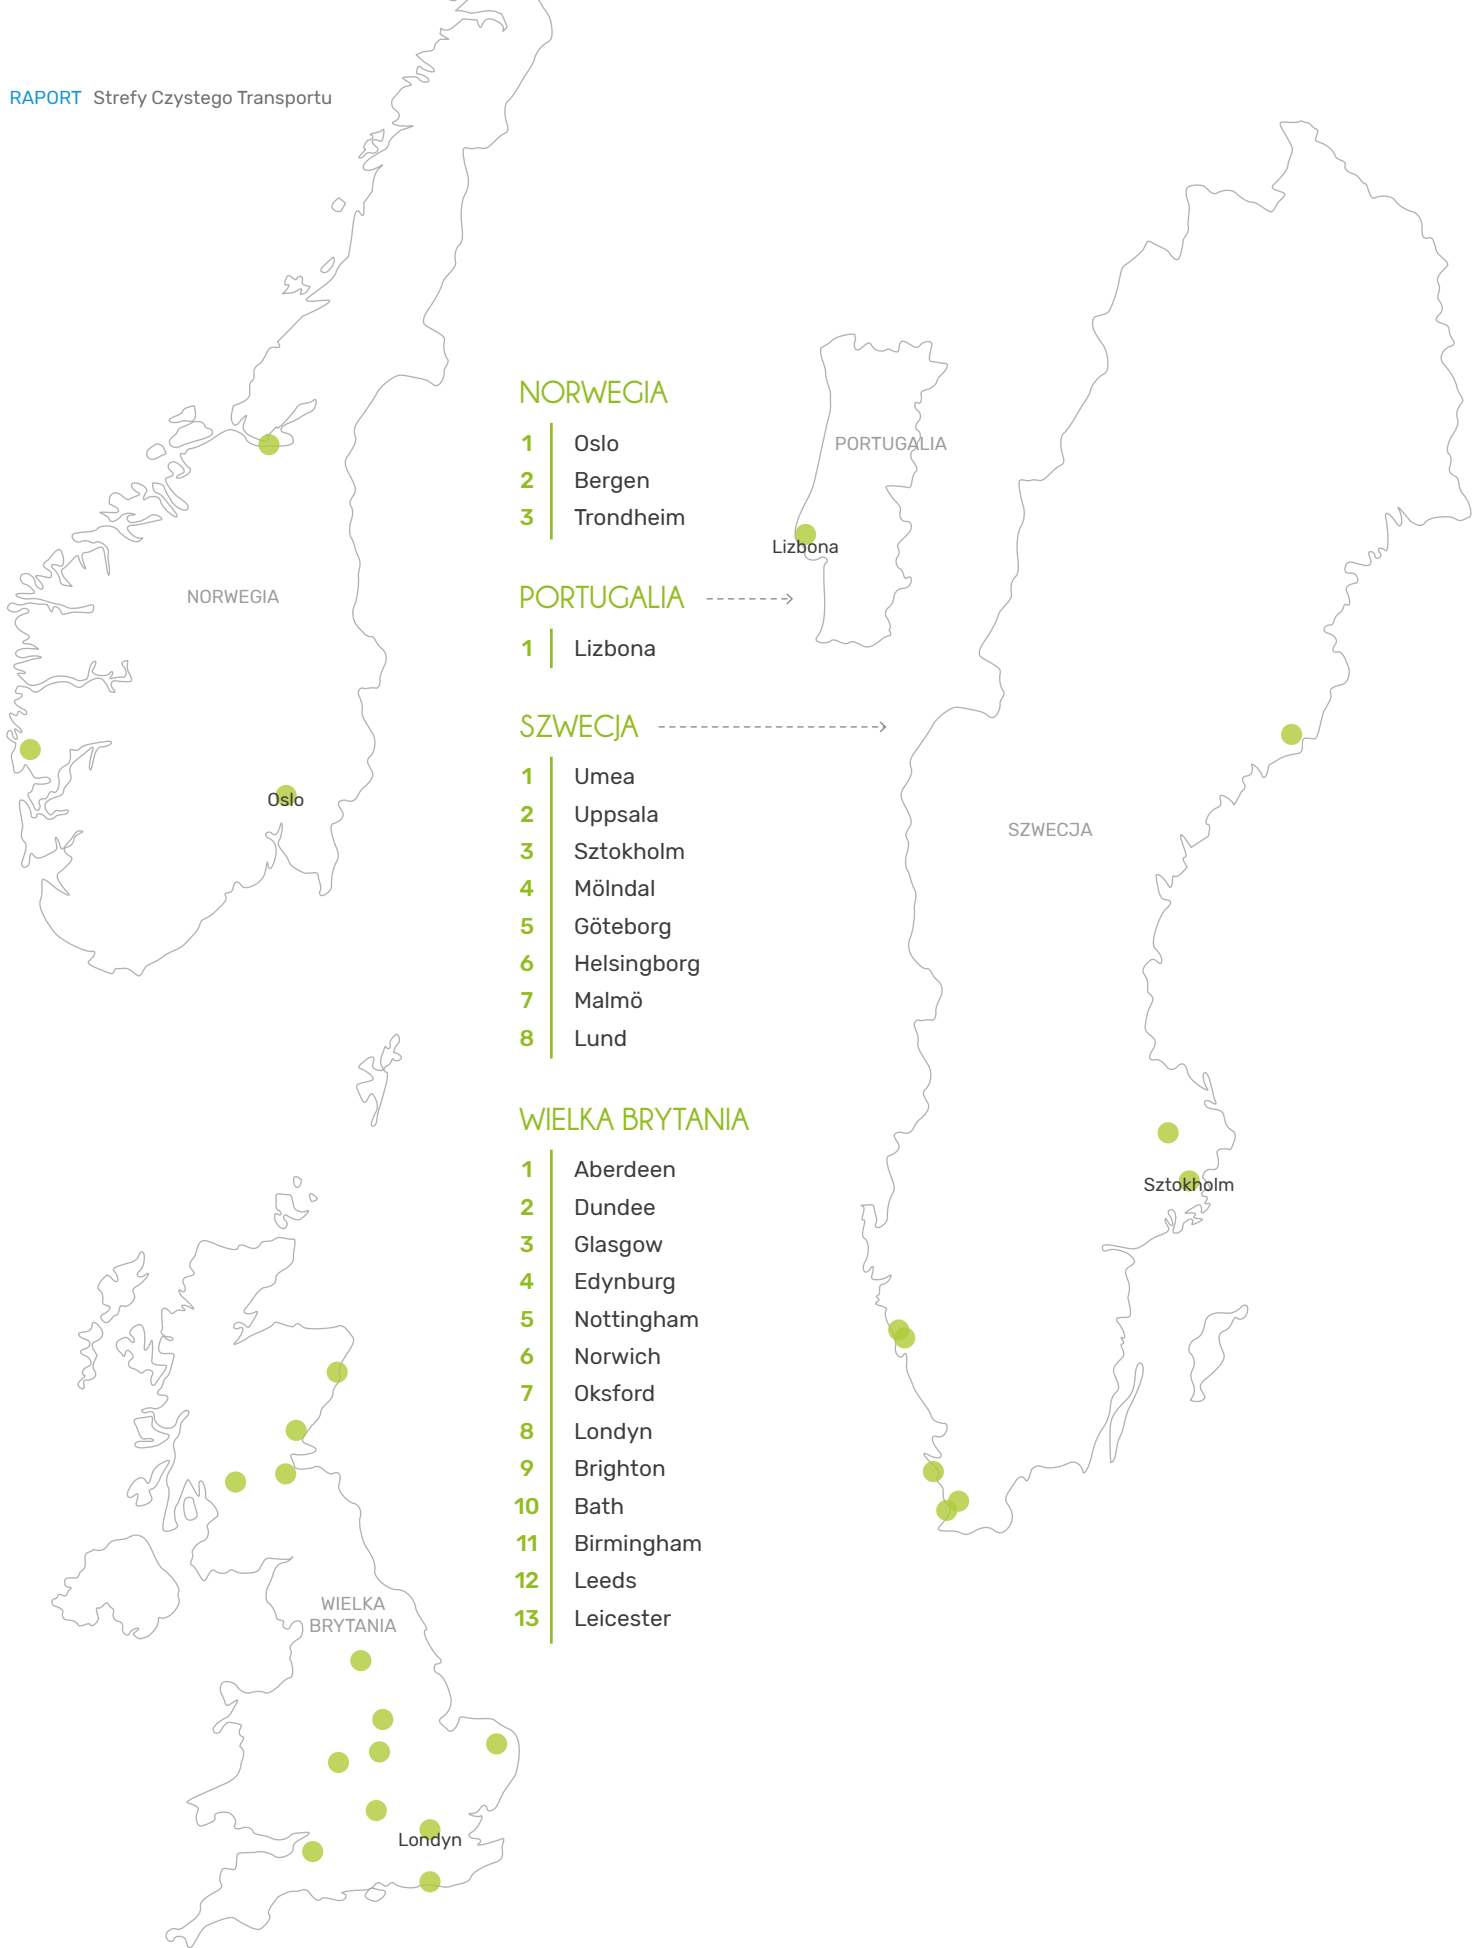 RAPORT Strefy Czystego Transportu
NORWEGIA
1 Oslo
2 Bergen
3 Trondheim
PORTUGALIA
1 Lizbona
SZWECJA
1 Umea
2 Uppsala
3 Sztokholm
4 Mölndal
5 Göteborg
6 Helsingborg
7 Malmö
8 Lund
WIELKA BRYTANIA
1 Aberdeen
2 Dundee
3 Glasgow
4 Edynburg
5 Nottingham
6 Norwich
7 Oksford
8 Londyn
9 Brighton
10 Bath
11 Birmingham
12 Leeds
13 Leicester
NORWEGIA
Oslo
PORTUGALIA
Lizbona
SZWECJA
Sztokholm
WIELKA
BRYTANIA
Londyn